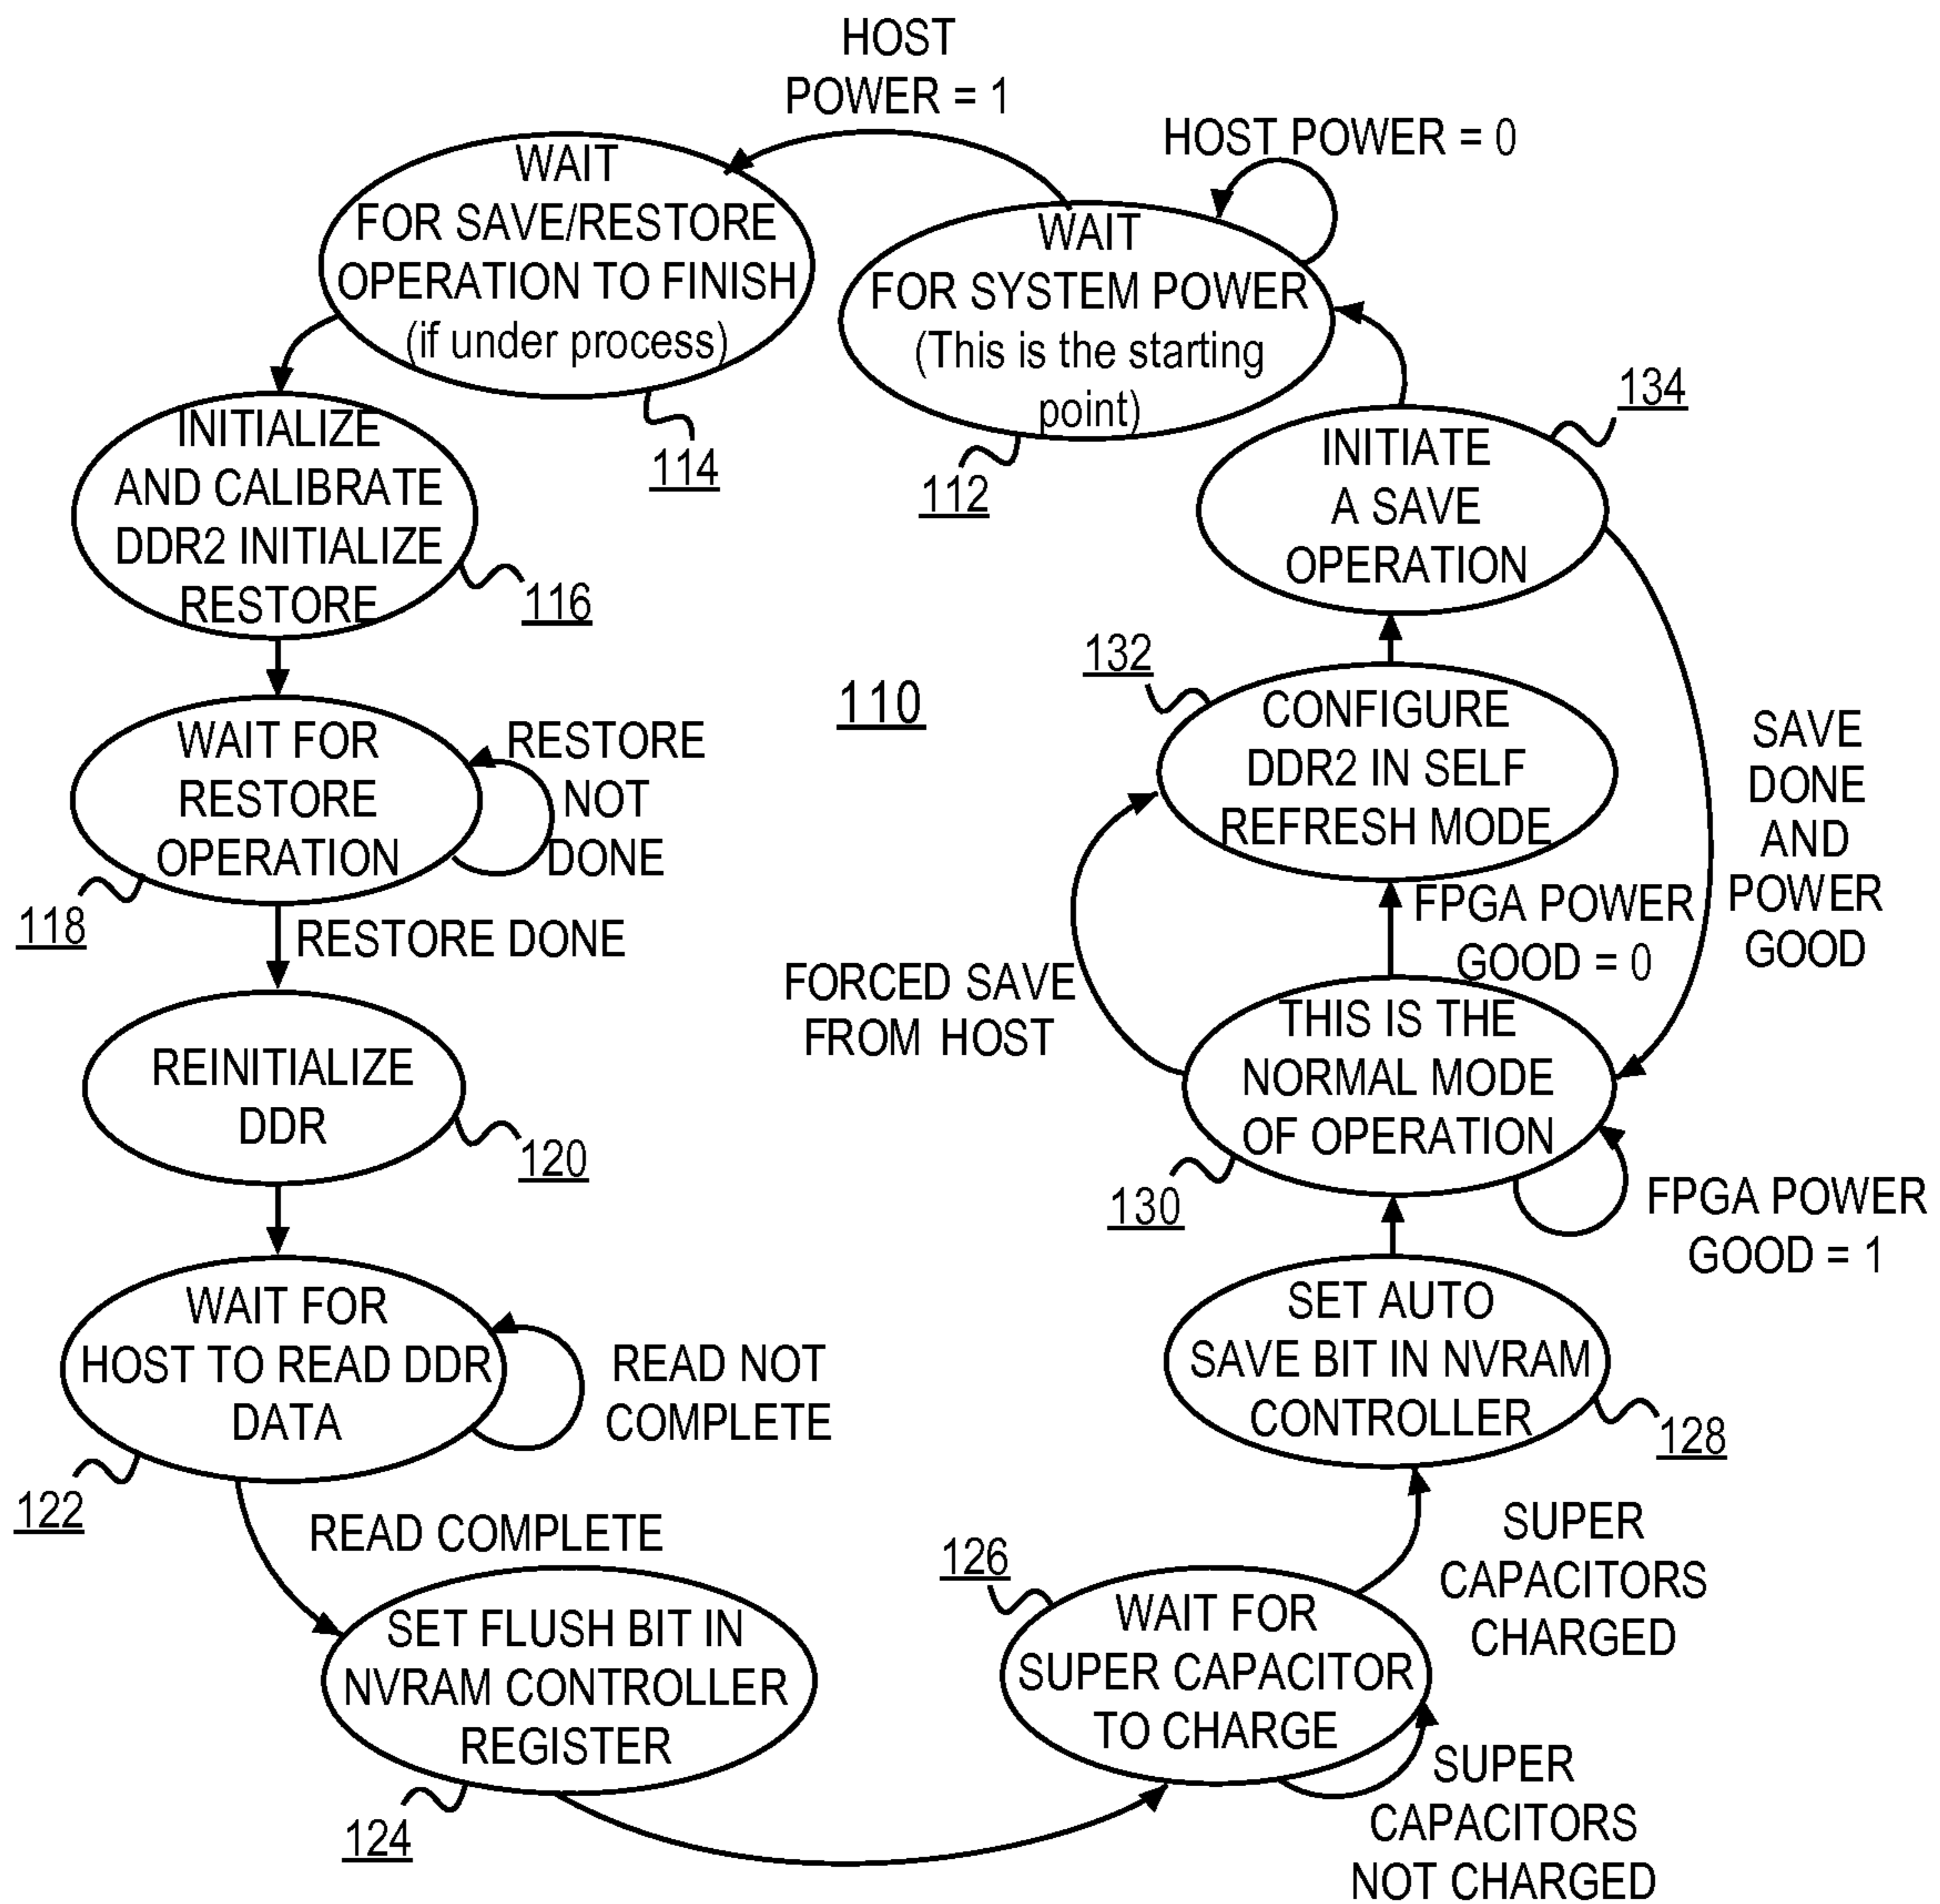 HOST
POWER = 1
HOST POWER = 0
WAIT
FOR SAVE/RESTORE
OPERATION TO FINISH
(if under process)
114
WAIT
FOR SYSTEM POWER
(This is the starting
point)
112
INITIALIZE
AND CALIBRATE
DDR2 INITIALIZE
RESTORE
116
WAIT FOR
RESTORE
OPERATION
118
RESTORE
NOT
DONE
RESTORE DONE
REINITIALIZE
DDR
120
WAIT FOR
HOST TO READ DDR
DATA
122
READ NOT
COMPLETE
READ COMPLETE
SET FLUSH BIT IN
NVRAM CONTROLLER
REGISTER
124
110
134
INITIATE
A SAVE
OPERATION
132
CONFIGURE
DDR2 IN SELF
REFRESH MODE
SAVE
DONE
AND
POWER
GOOD
FPGA POWER
GOOD = 0
FORCED SAVE
FROM HOST
THIS IS THE
NORMAL MODE
OF OPERATION
130
FPGA POWER
GOOD = 1
SET AUTO
SAVE BIT IN NVRAM
CONTROLLER
128
SUPER
CAPACITORS
CHARGED
126
WAIT FOR
SUPER CAPACITOR
TO CHARGE
SUPER
CAPACITORS
NOT CHARGED